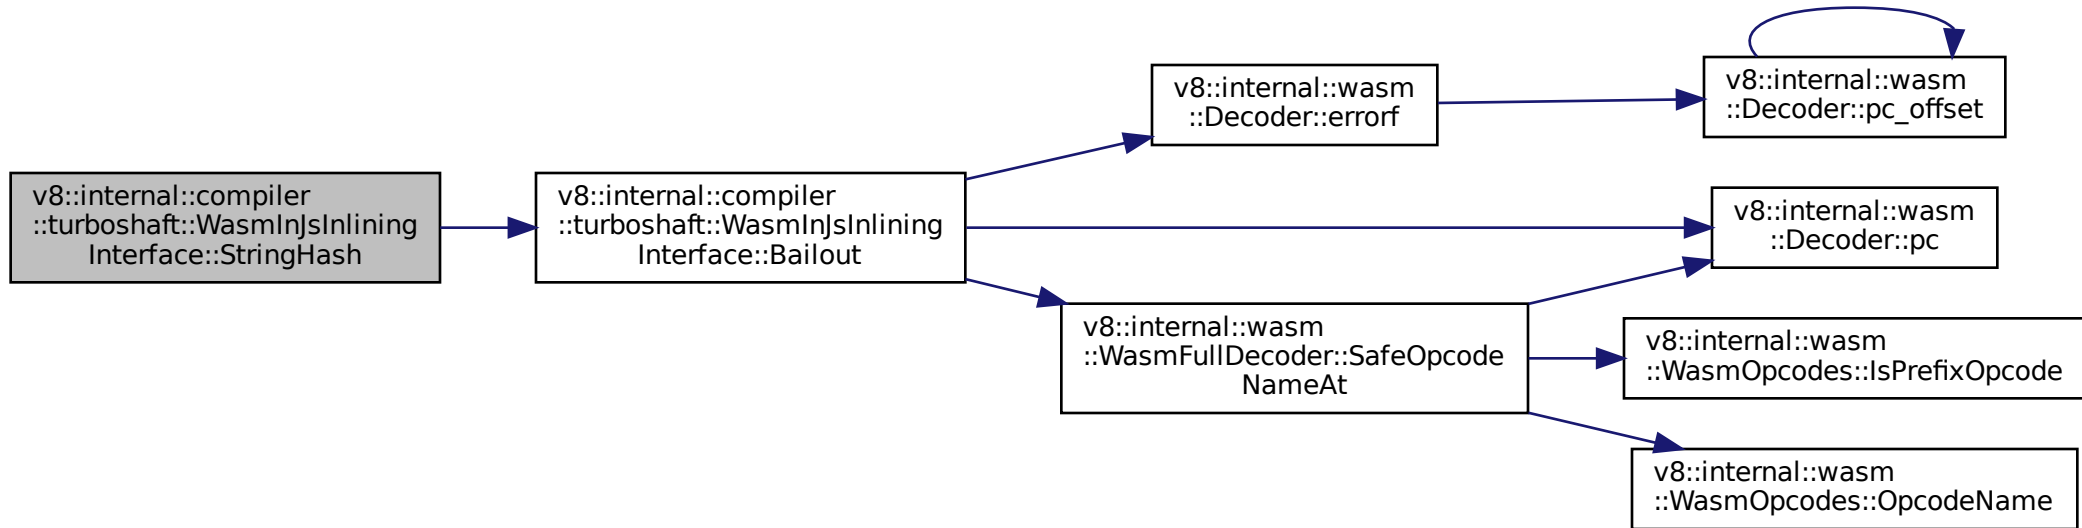 v8::internal::compiler
::turboshaft::WasmInJsInlining
Interface::StringHash
v8::internal::compiler
::turboshaft::WasmInJsInlining
Interface::Bailout
v8::internal::wasm
::Decoder::errorf
v8::internal::wasm
::Decoder::pc_offset
v8::internal::wasm
::Decoder::pc
v8::internal::wasm
::WasmFullDecoder::SafeOpcode
NameAt
v8::internal::wasm
::WasmOpcodes::IsPrefixOpcode
v8::internal::wasm
::WasmOpcodes::OpcodeName